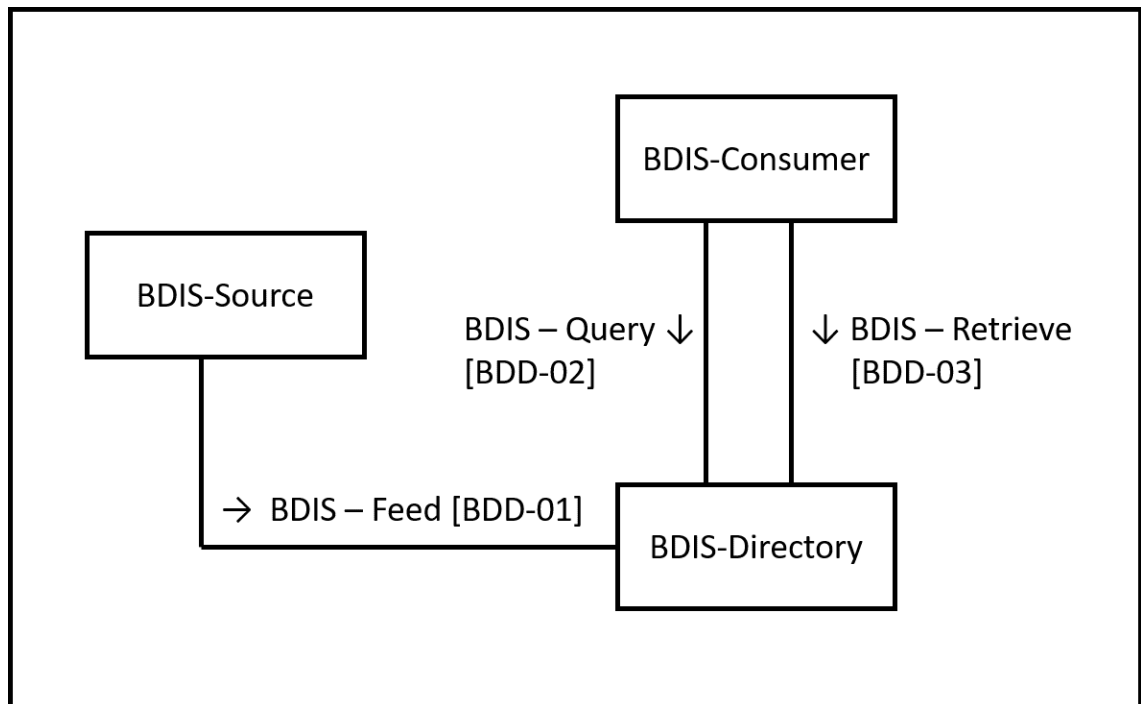 BDIS-Consumer
BDIS-Source
BDIS – Query ↓
[BDD-02]
↓ BDIS – Retrieve
[BDD-03]
→ BDIS – Feed [BDD-01]
BDIS-Directory